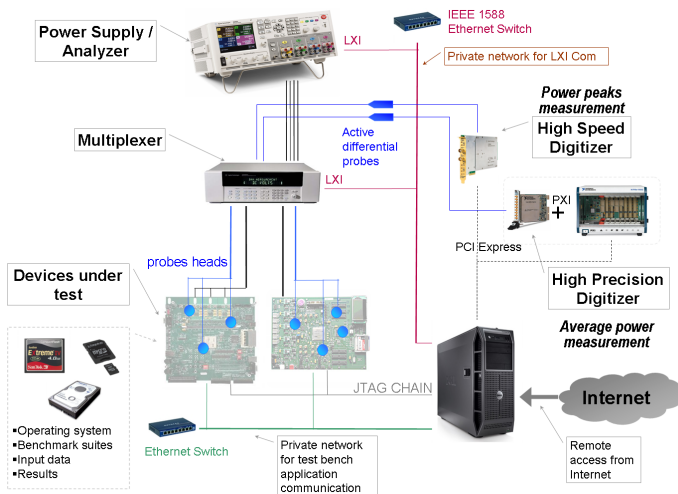 Power Supply /
Analyzer
LXI
IEEE 1588
Ethernet Switch
Private network for LXI Com
Power peaks
measurement
High Speed
Digitizer
Multiplexer
Active
differential
probes
LXI
PXI
+
PCI Express
probes heads
High Precision
Digitizer
Devices under
test
Average power
measurement
Extreme
JTAG CHAIN
Internet
▪Operating system
▪Benchmark suites
▪Input data
▪Results
Ethernet Switch
Private network
for test bench
application
communication
Remote
access from
Internet